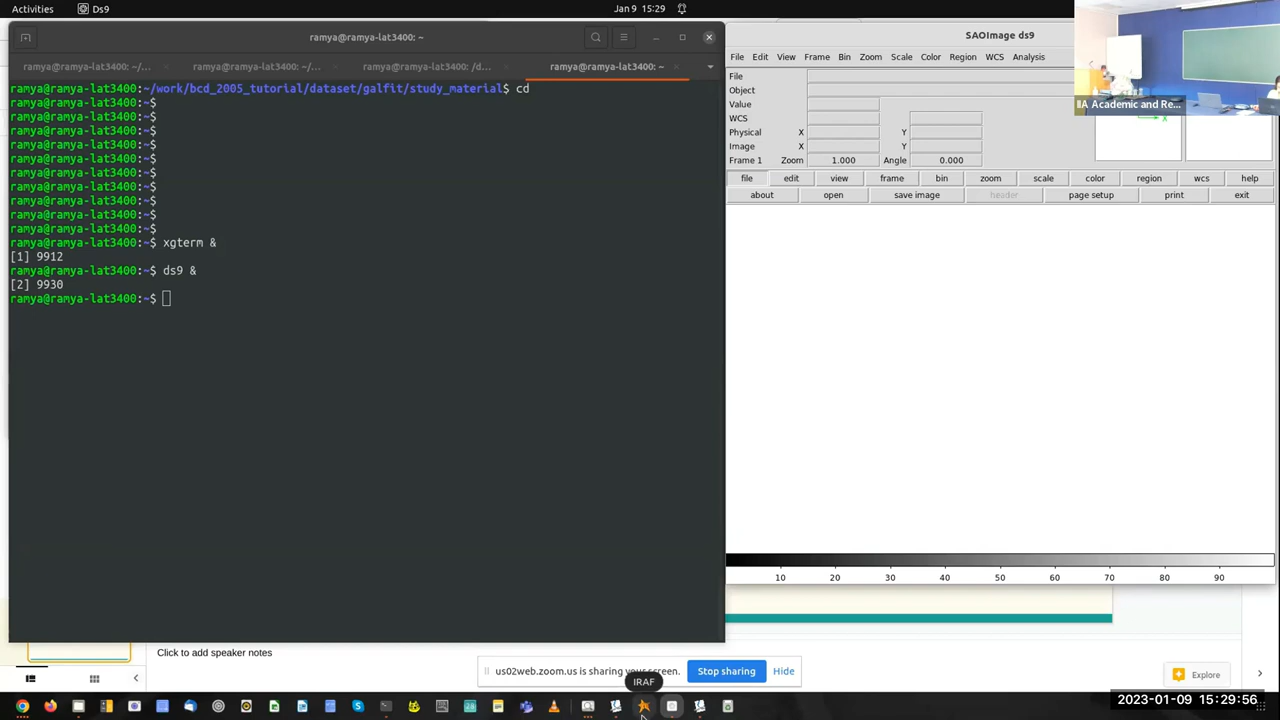 Activities
Ds9
Jan 9 15:29
ramya@ramya-lat3400: ~
SAOImage ds9
ramya@ramya-lat3400: ~/...
ramya@ramya-lat3400: ~/...
ramya@ramya-lat3400: /d...
ramya@ramya-lat3400: ~
File Edit View Frame Bin Zoom Scale Color Region WCS Analysis
IIA Academic and Re...
ramya@ramya-lat3400:~/work/bcd_2005_tutorial/dataset/galfit/study_material$ cd
ramya@ramya-lat3400:~$
ramya@ramya-lat3400:~$
ramya@ramya-lat3400:~$
ramya@ramya-lat3400:~$
ramya@ramya-lat3400:~$
ramya@ramya-lat3400:~$
ramya@ramya-lat3400:~$
ramya@ramya-lat3400:~$
ramya@ramya-lat3400:~$
ramya@ramya-lat3400:~$
ramya@ramya-lat3400:~$ xgterm &
[1] 9912
ramya@ramya-lat3400:~$ ds9 &
[2] 9930
ramya@ramya-lat3400:~$
File
Object
Value
WCS
Physical X Y
Image X Y
Frame 1 Zoom 1.000 Angle 0.000
X
file edit view frame bin zoom scale color region wcs help
about open save image header page setup print exit
10 20 30 40 50 60 70 80 90
Click to add speaker notes
us02web.zoom.us is sharing your screen.
Stop sharing
Hide
Explore
IRAF
2023-01-09 15:29:56